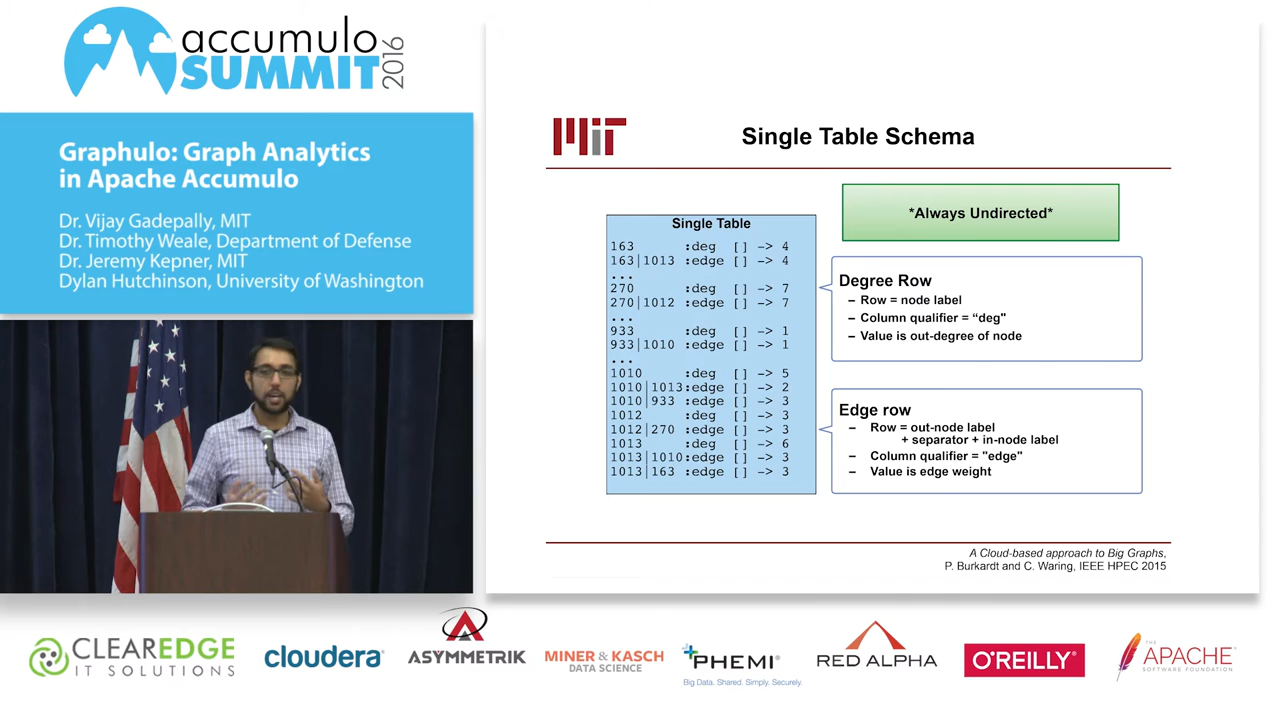 accumulo
SUMMIT
2016
Graphulo: Graph Analytics
in Apache Accumulo
Dr. Vijay Gadepally, MIT
Dr. Timothy Weale, Department of Defense
Dr. Jeremy Kepner, MIT
Dylan Hutchinson, University of Washington
MIT
Single Table Schema
Single Table
163 :deg [] -> 4
163|1013 :edge [] -> 4
...
270 :deg [] -> 7
270|1012 :edge [] -> 7
...
933 :deg [] -> 1
933|1010 :edge [] -> 1
...
1010 :deg [] -> 5
1010|1013:edge [] -> 2
1010|933 :edge [] -> 3
1012 :deg [] -> 3
1012|270 :edge [] -> 3
1013 :deg [] -> 6
1013|1010:edge [] -> 3
1013|163 :edge [] -> 3
*Always Undirected*
Degree Row
– Row = node label
– Column qualifier = “deg"
– Value is out-degree of node
Edge row
– Row = out-node label
+ separator + in-node label
– Column qualifier = "edge"
– Value is edge weight
A Cloud-based approach to Big Graphs,
P. Burkardt and C. Waring, IEEE HPEC 2015
CLEAREDGE
IT SOLUTIONS
cloudera
ASYMMETRIK
MINER & KASCH
DATA SCIENCE
PHEMI
Big Data. Shared. Simply. Securely.
RED ALPHA
O'REILLY
THE
APACHE
SOFTWARE FOUNDATION